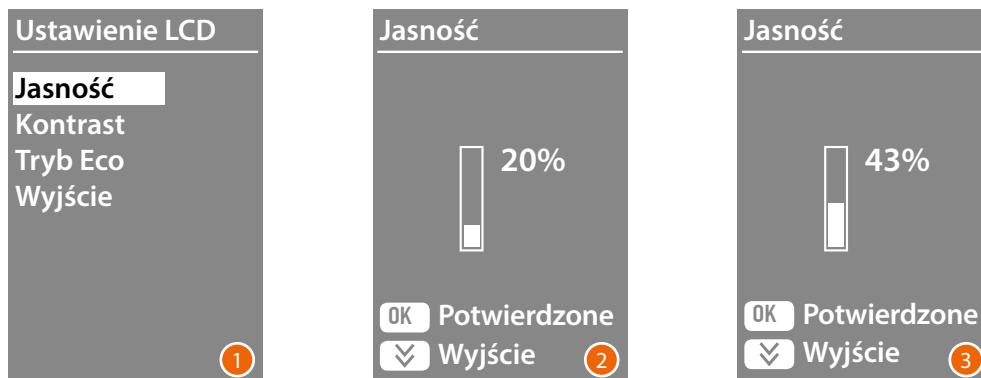 Ustawienie LCD
Jasność
Kontrast
Tryb Eco
Wyjście
1
Jasność
20%
OK Potwierdzone
Wyjście
2
Jasność
43%
OK Potwierdzone
Wyjście
3